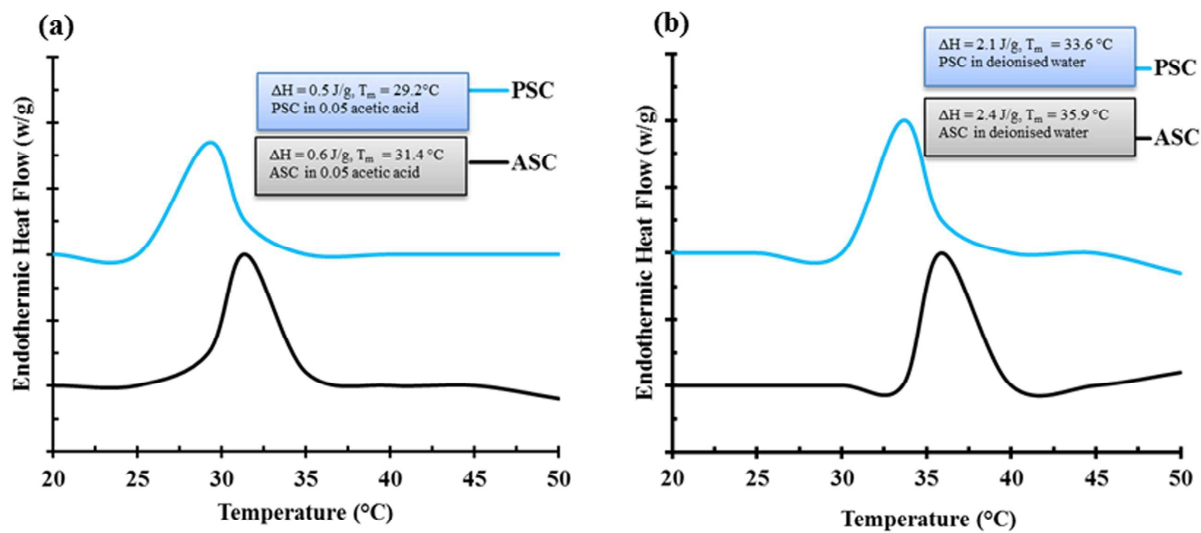 (a)
ΔH = 0.5 J/g, Tm = 29.2°C
PSC in 0.05 acetic acid
PSC
ΔH = 0.6 J/g, Tm = 31.4 °C
ASC in 0.05 acetic acid
ASC
Endothermic Heat Flow (w/g)
20 25 30 35 40 45 50
Temperature (°C)
(b)
ΔH = 2.1 J/g, Tm = 33.6 °C
PSC in deionised water
PSC
ΔH = 2.4 J/g, Tm = 35.9 °C
ASC in deionised water
ASC
Endothermic Heat Flow (w/g)
20 25 30 35 40 45 50
Temperature (°C)